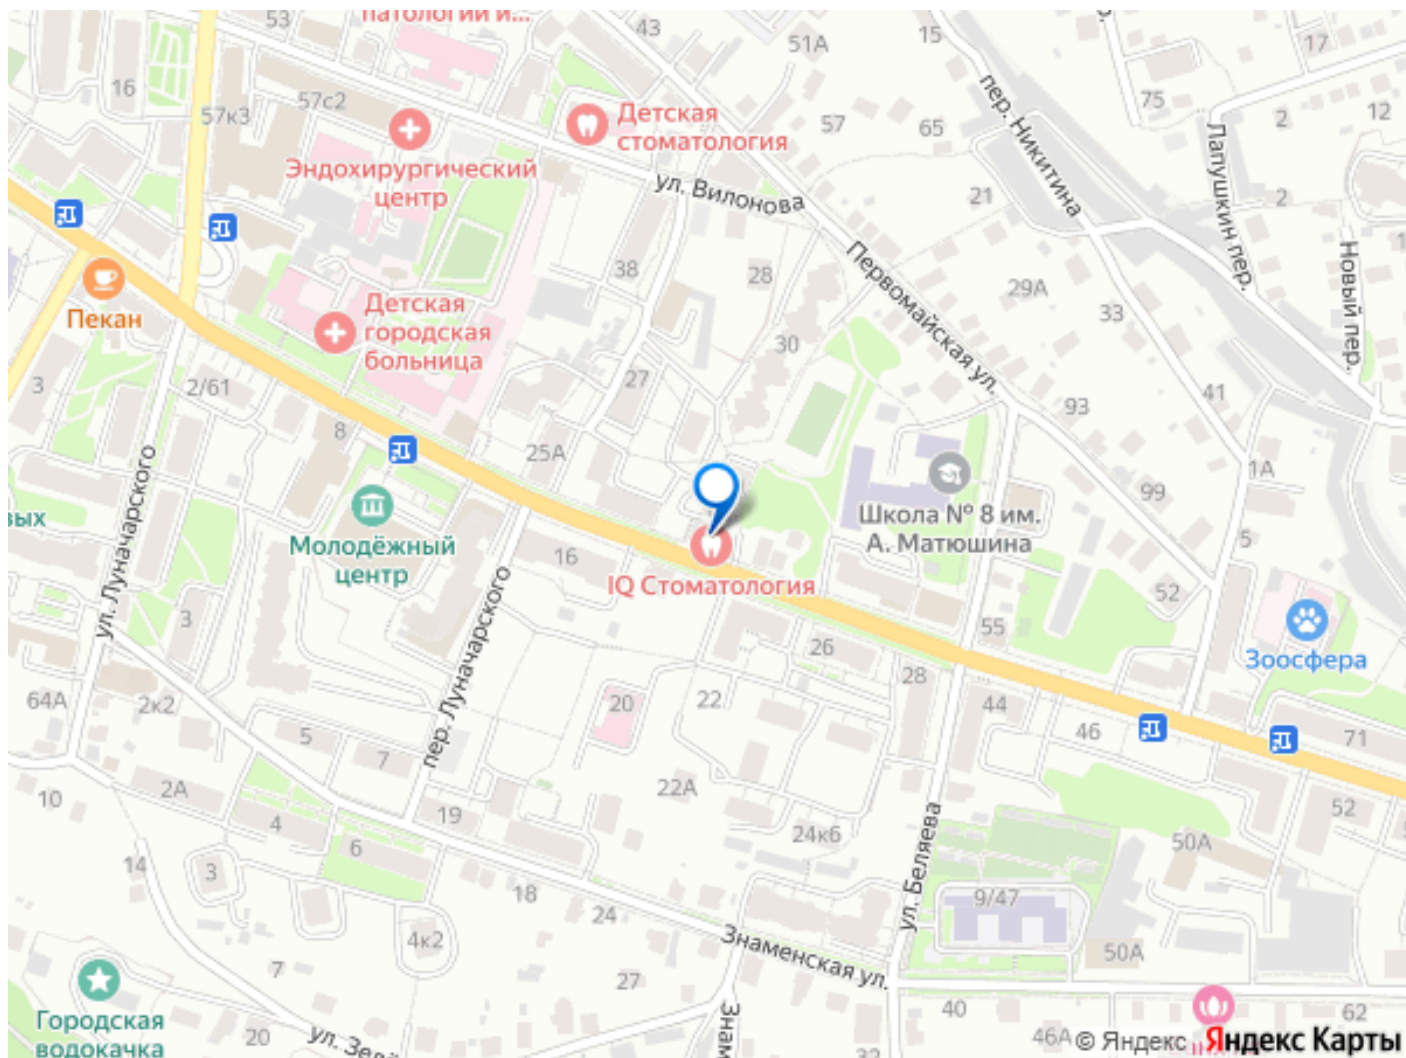 53
патологии и...
43
51А
15
17
16
57с2
57к3
Детская
стоматология
57
65
75
2
12
пер. Никитина
Лапушкин пер.
Эндохирургический
центр
ул. Вилонова
21
2
Новый пер.
Первомайская ул.
38
28
29А
33
Пекан
Детская
городская
больница
30
3
2/61
27
41
93
8
25А
1А
ул. Луначарского
99
вых
Школа № 8 им.
А. Матюшина
Молодёжный
центр
16
IQ Стоматология
5
52
пер. Луначарского
3
55
26
Зоосфера
28
64А
2к2
20
22
44
46
71
5
7
2А
10
22А
19
4
6
24к6
52
50А
ул. Беляева
14
3
18
24
9/47
4к2
Знаменская ул.
50А
7
27
40
62
Городская
водокачка
20
ул. Зелё
Знам
32
46А
© Яндекс
Яндекс Карты